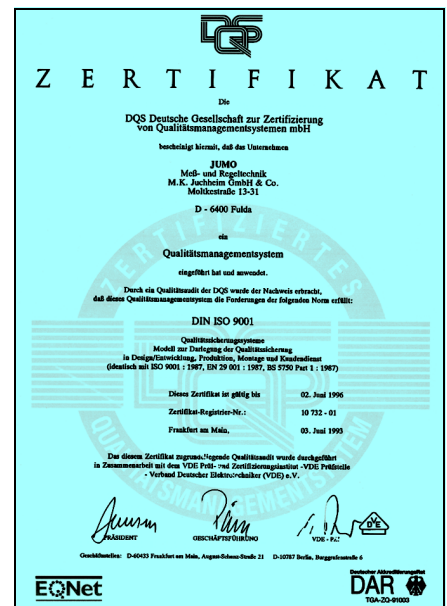 DQS
ZERTIFIKAT
Die
DQS Deutsche Gesellschaft zur Zertifizierung
von Qualitätsmanagementsystemen mbH
bescheinigt hiermit, daß das Unternehmen
JUMO
Meß- und Regeltechnik
M.K. Juchheim GmbH & Co.
Moltkestraße 13-31
D - 6400 Fulda
ein
Qualitätsmanagementsystem
eingeführt hat und anwendet.
Durch ein Qualitätsaudit der DQS wurde der Nachweis erbracht,
daß dieses Qualitätsmanagementsystem die Forderungen der folgenden Norm erfüllt:
DIN ISO 9001
Qualitätssicherungssysteme
Modell zur Darlegung der Qualitätssicherung
in Design/Entwicklung, Produktion, Montage und Kundendienst
(identisch mit ISO 9001 : 1987, EN 29 001 : 1987, BS 5750 Part 1 : 1987)
Dieses Zertifikat ist gültig bis 02. Juni 1996
Zertifikat-Registrier-Nr.: 10 732 - 01
Frankfurt am Main, 03. Juni 1993
Das diesem Zertifikat zugrundeliegende Qualitätsaudit wurde durchgeführt
in Zusammenarbeit mit dem VDE Prüf- und Zertifizierungsinstitut -VDE Prüfstelle
- Verband Deutscher Elektrotechniker (VDE) e.V.
PRÄSIDENT GESCHÄFTSFÜHRUNG VDE - PZI
VDE
Geschäftsstellen: D-60433 Frankfurt am Main, August-Schanz-Straße 21 D-10787 Berlin, Burggrafenstraße 6
EQNet
Deutscher AkkreditierungsRat
DAR
TGA-ZQ-91003
ZERTIFIZIERTES
QUALITÄTSMANAGEMENTSYSTEM